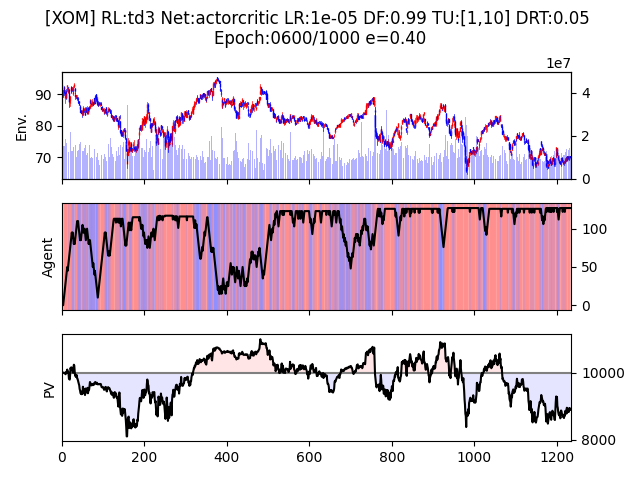 [XOM] RL:td3 Net:actorcritic LR:1e-05 DF:0.99 TU:[1,10] DRT:0.05
Epoch:0600/1000 e=0.40
1e7
90
80
70
Env.
4
2
0
Agent
100
50
0
PV
10000
8000
0 200 400 600 800 1000 1200